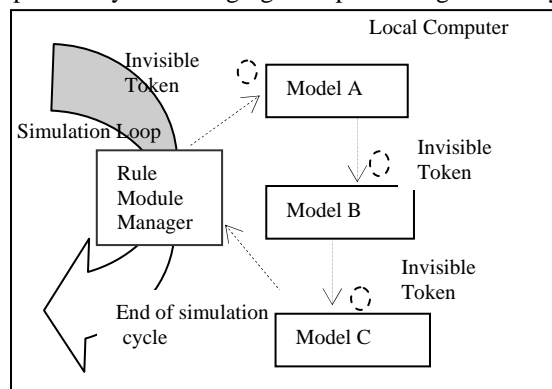 Local Computer
Invisible
Token
Model A
Simulation Loop
Rule
Module
Manager
Invisible
Token
Model B
Invisible
Token
End of simulation
cycle
Model C